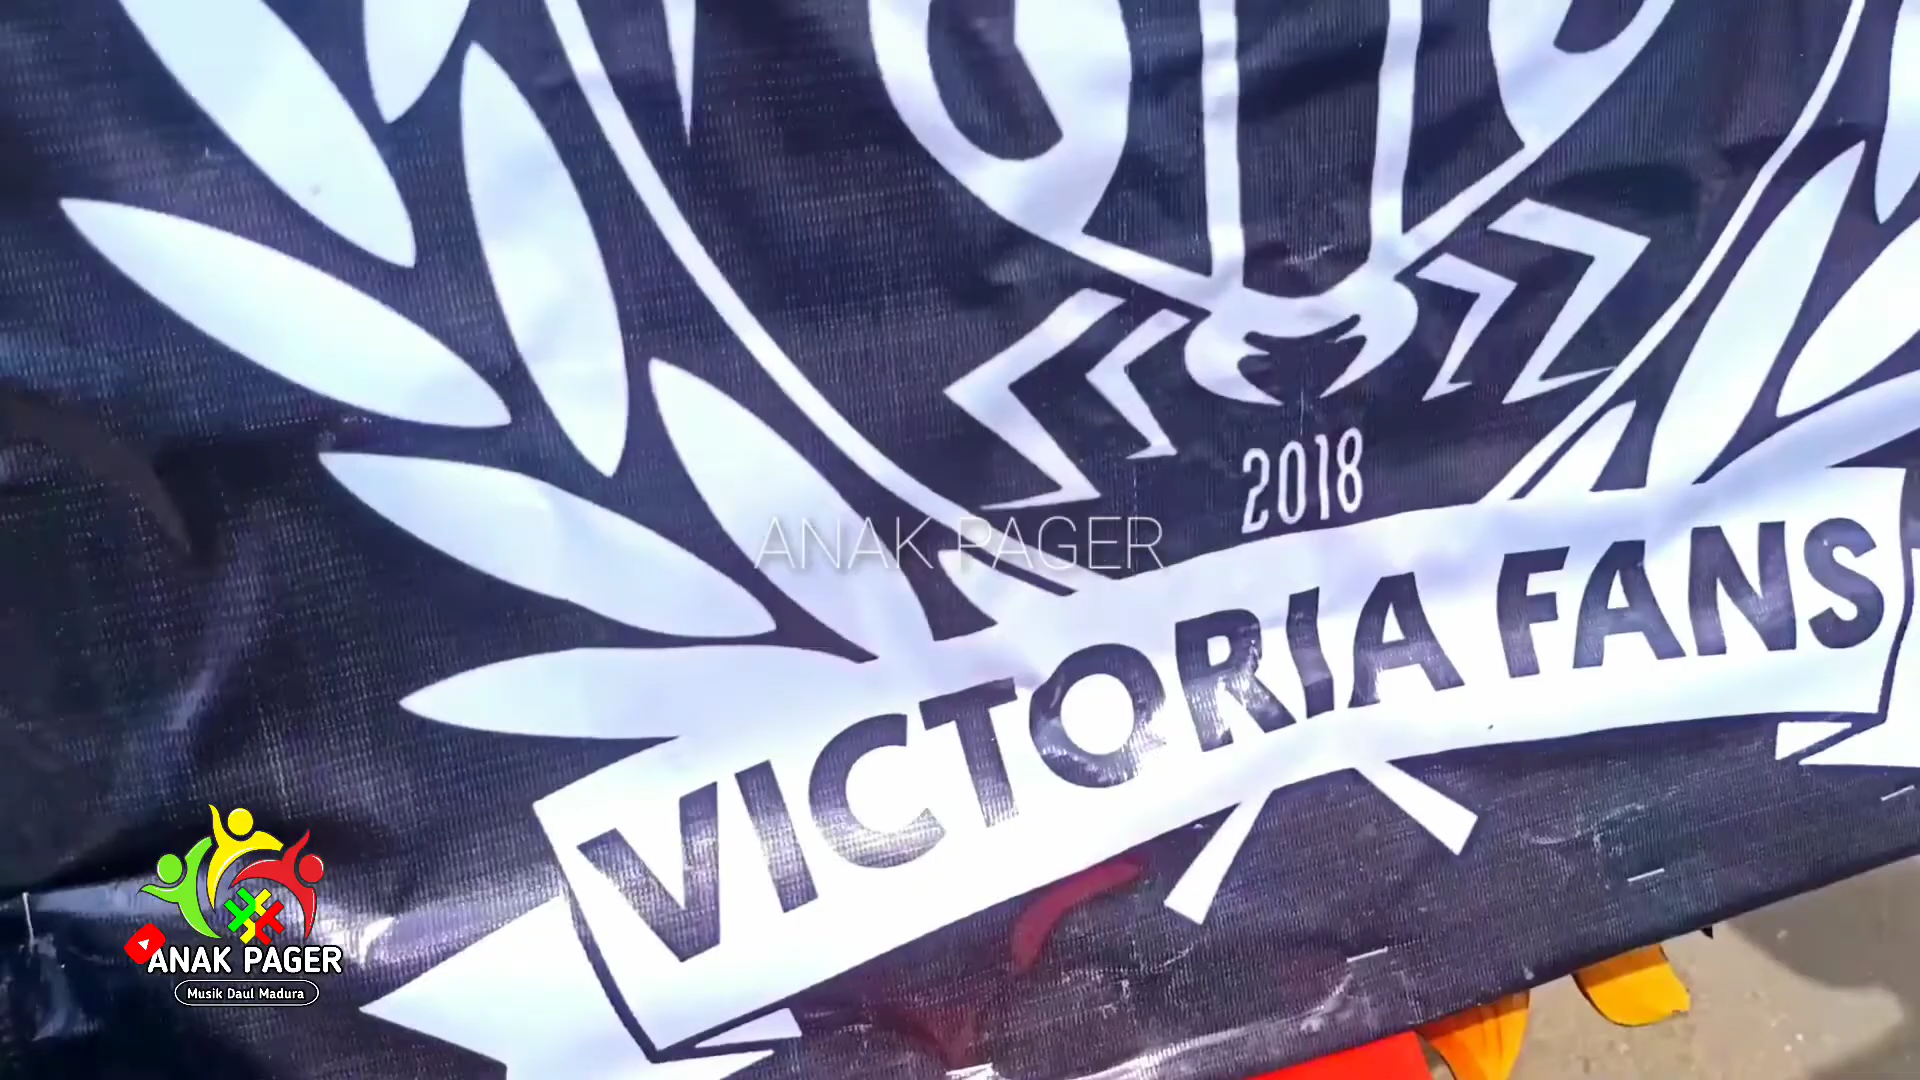 2018
ANAK PAGER
VICTORIA FANS
ANAK PAGER
Musik Daul Madura